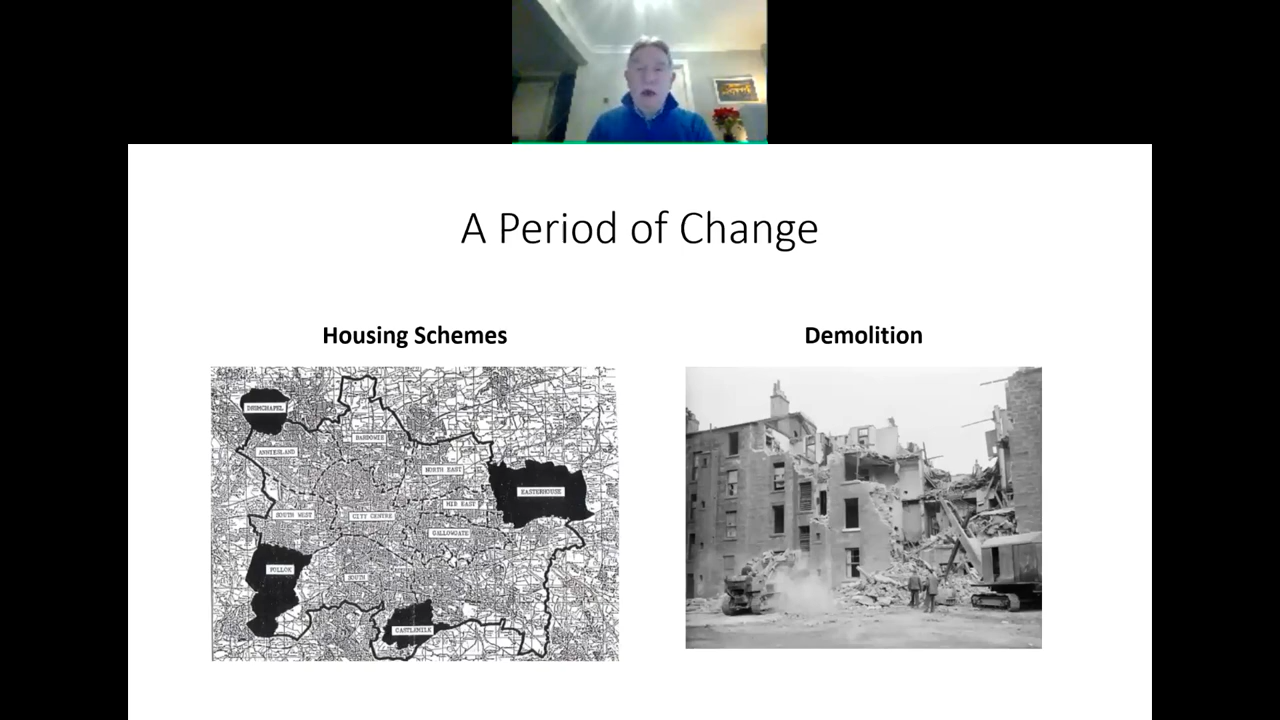 A Period of Change
Housing Schemes
Demolition
DRUMCHAPEL
ANNIESLAND
BARDOWIE
NORTH EAST
EASTERHOUSE
MID EAST
SOUTH WEST
CITY CENTRE
GALLOWGATE
POLLOK
SOUTH
CASTLEMILK